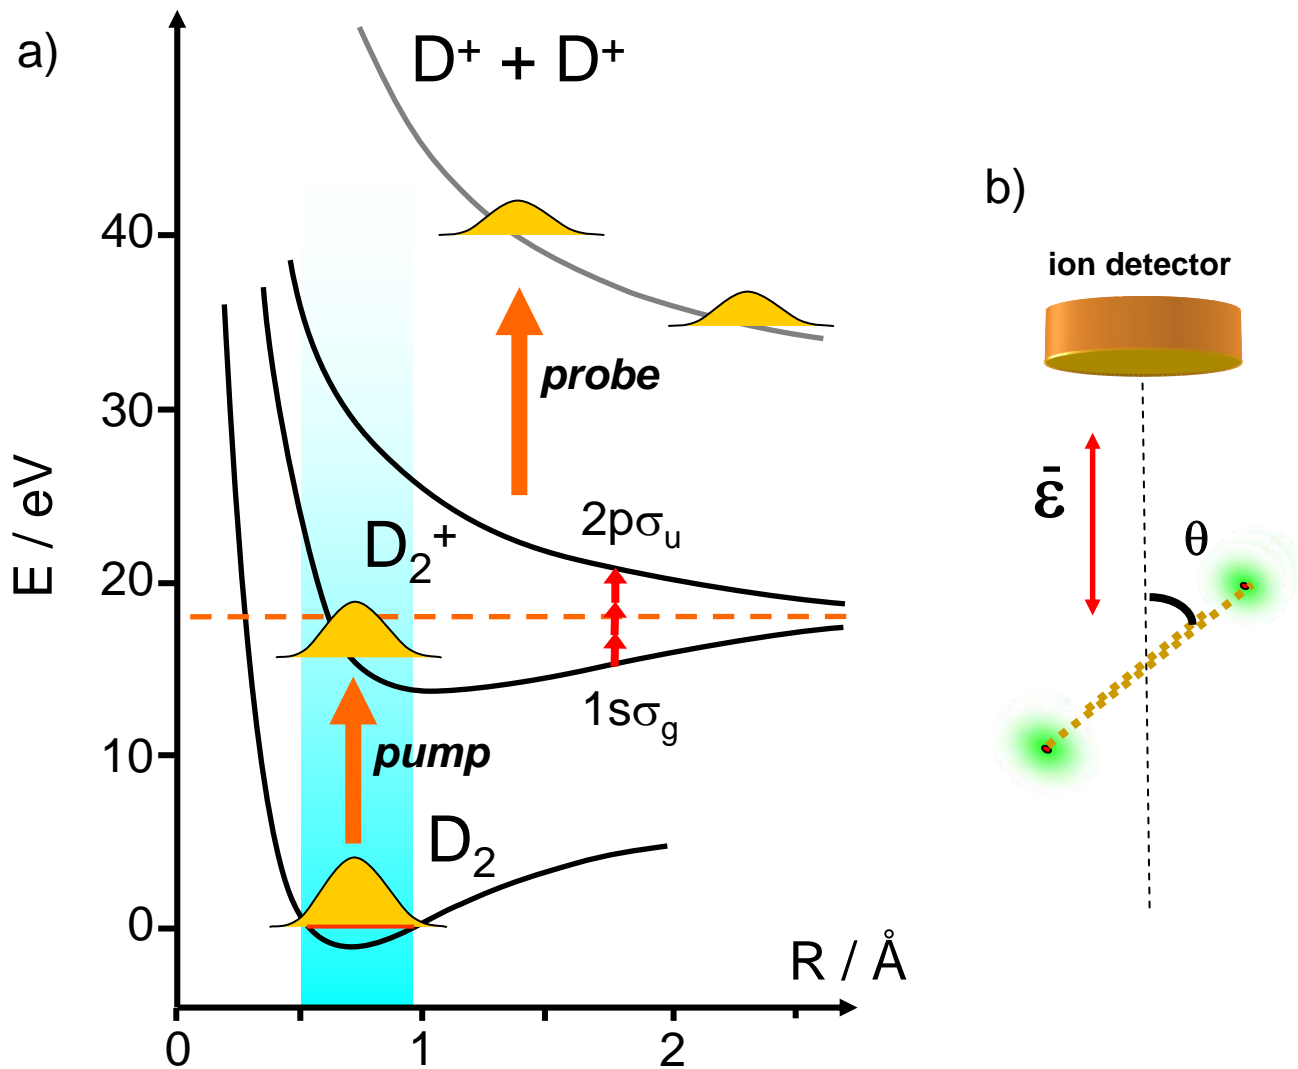 a)
D⁺ + D⁺
40
30
20
10
0
E / eV
probe
2pσᵤ
D₂⁺
1sσg
pump
D₂
R / Å
0 1 2
b)
ion detector
ε̄
θ